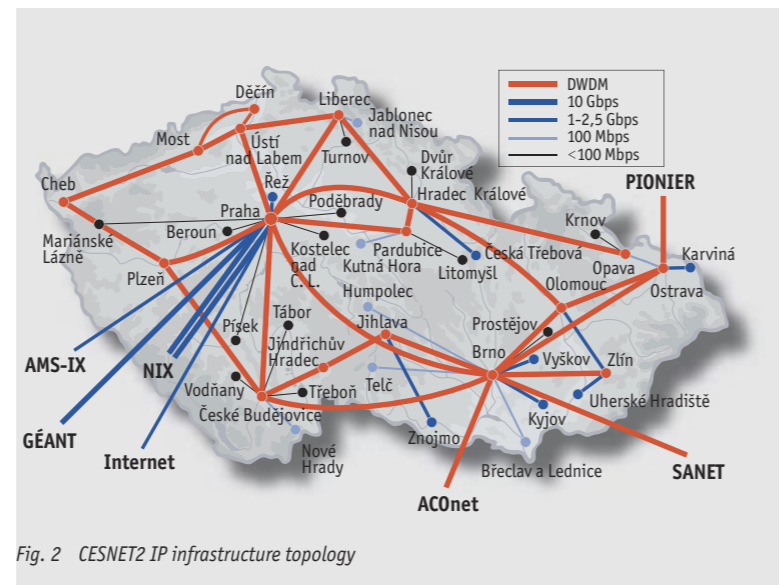 DWDM
10 Gbps
1-2,5 Gbps
100 Mbps
<100 Mbps
Děčín
Liberec
Jablonec
nad Nisou
Most
Ústí
nad Labem
Turnov
Dvůr
Králové
Cheb
Řež
Hradec Králové
PIONIER
Praha
Poděbrady
Krnov
Mariánské
Lázně
Beroun
Kostelec
nad
Č. L.
Pardubice
Kutná Hora
Litomyšl
Česká Třebová
Opava
Karviná
Ostrava
Plzeň
Olomouc
Humpolec
Tábor
Písek
Jindřichův
Hradec
Jihlava
Prostějov
Brno
Vyškov
Zlín
AMS-IX
NIX
Vodňany
Třeboň
Telč
České Budějovice
Uherské Hradiště
Kyjov
Znojmo
GÉANT
Internet
Nové
Hrady
Břeclav a Lednice
SANET
ACOnet
Fig. 2 CESNET2 IP infrastructure topology